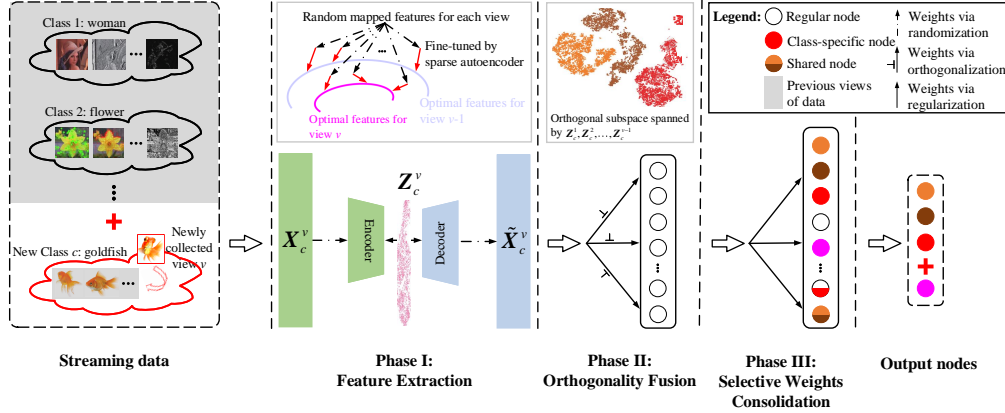 Class 1: woman
Class 2: flower
New Class c: goldfish
Newly
collected
view v
Streaming data
Random mapped features for each view
...
Fine-tuned by
sparse autoencoder
Optimal features for
view v-1
Optimal features for
view v
X_c^v
Encoder
Z_c^v
Decoder
X̃_c^v
Phase I:
Feature Extraction
Orthogonal subspace spanned
by Z_c^1, Z_c^2, ..., Z_c^{v-1}
Phase II:
Orthogonality Fusion
Legend:
Regular node
Class-specific node
Shared node
Previous views
of data
Weights via
randomization
Weights via
orthogonalization
Weights via
regularization
Phase III:
Selective Weights
Consolidation
Output nodes